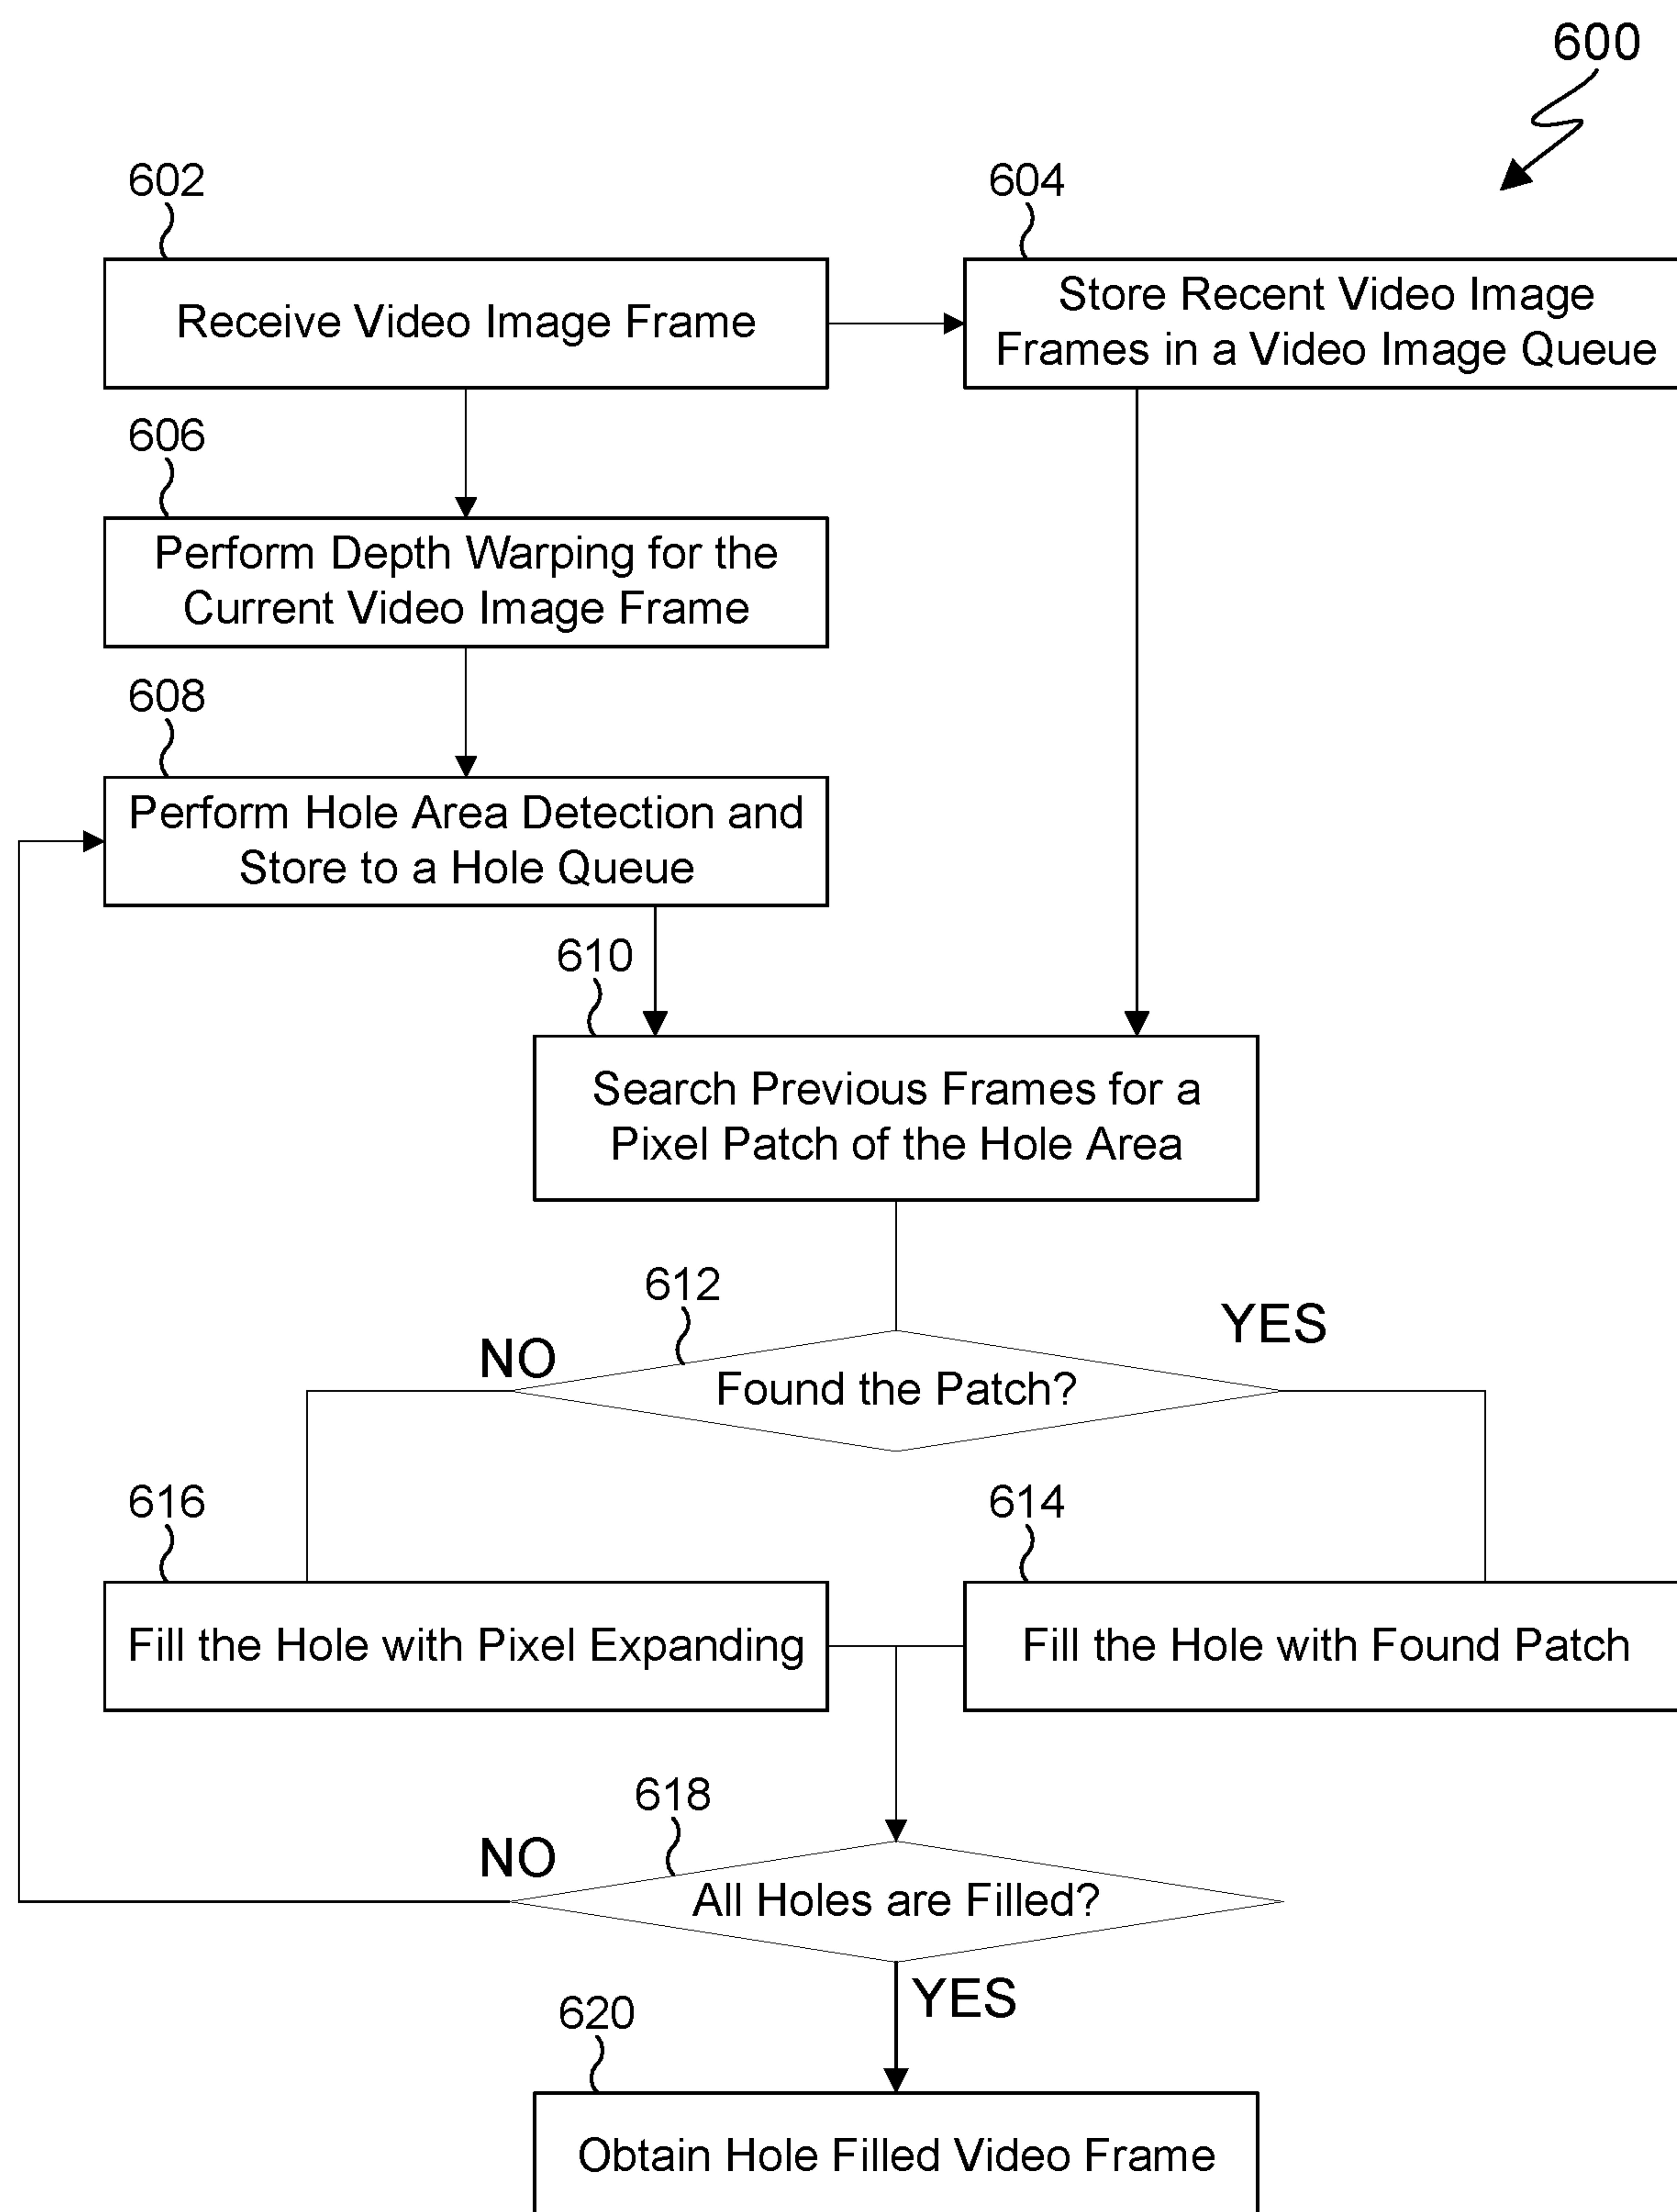 600
602
604
Receive Video Image Frame
Store Recent Video Image
Frames in a Video Image Queue
606
Perform Depth Warping for the
Current Video Image Frame
608
Perform Hole Area Detection and
Store to a Hole Queue
610
Search Previous Frames for a
Pixel Patch of the Hole Area
612
NO
YES
Found the Patch?
616
614
Fill the Hole with Pixel Expanding
Fill the Hole with Found Patch
618
NO
All Holes are Filled?
YES
620
Obtain Hole Filled Video Frame